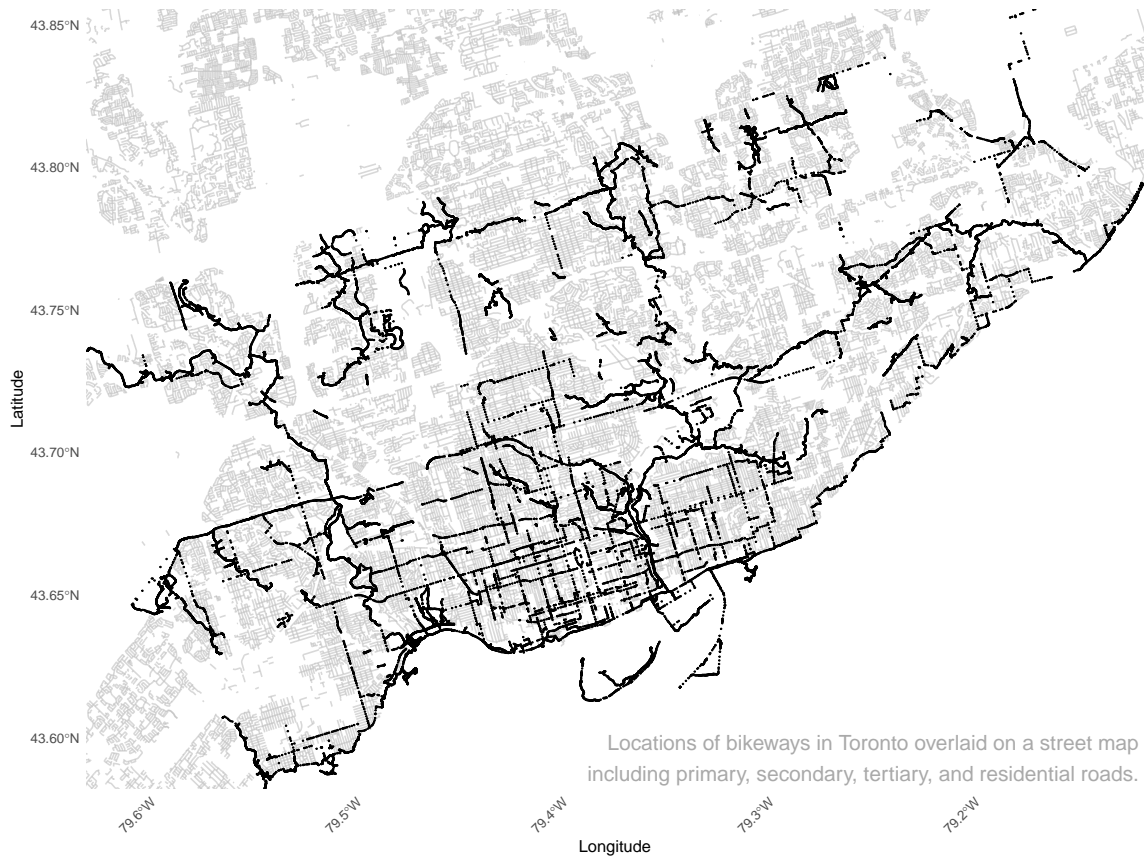 43.85°N
43.80°N
43.75°N
43.70°N
43.65°N
43.60°N
Latitude
Locations of bikeways in Toronto overlaid on a street map
including primary, secondary, tertiary, and residential roads.
79.6°W
79.5°W
79.4°W
79.3°W
79.2°W
Longitude